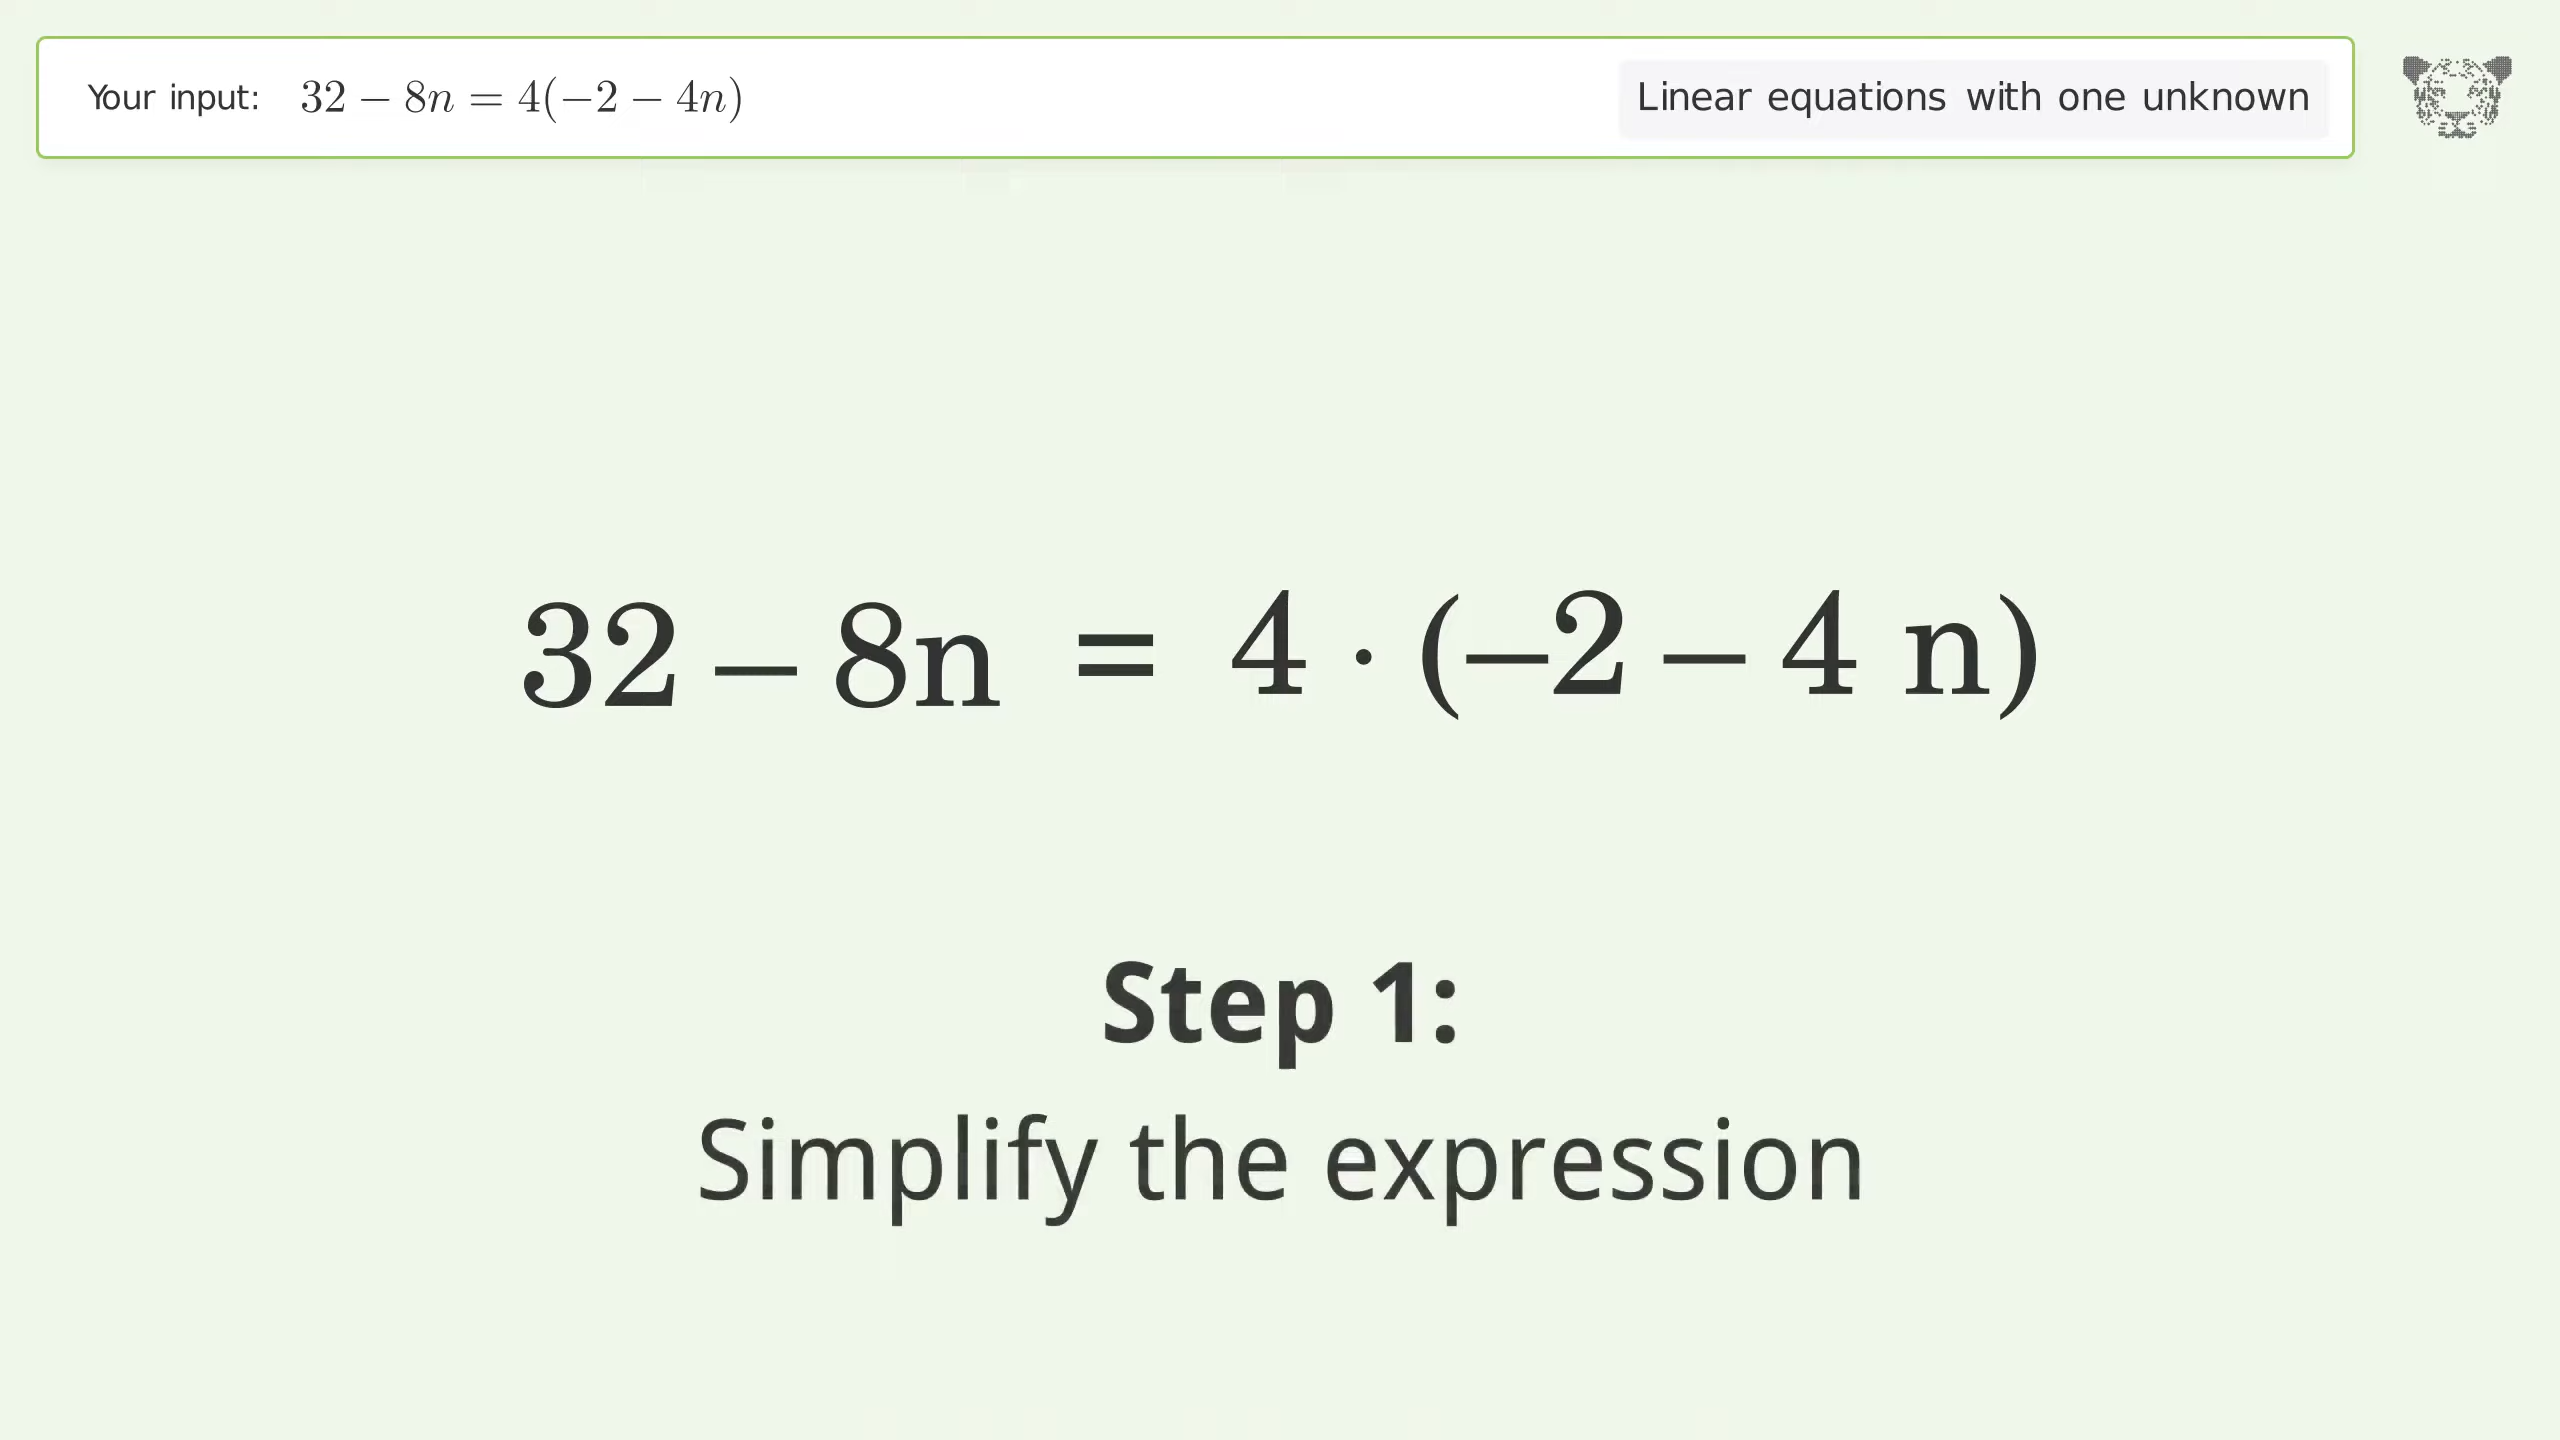 Your input: 32 − 8n = 4(−2 − 4n)
Linear equations with one unknown
32 – 8n = 4 · (–2 – 4 n)
Step 1:
Simplify the expression